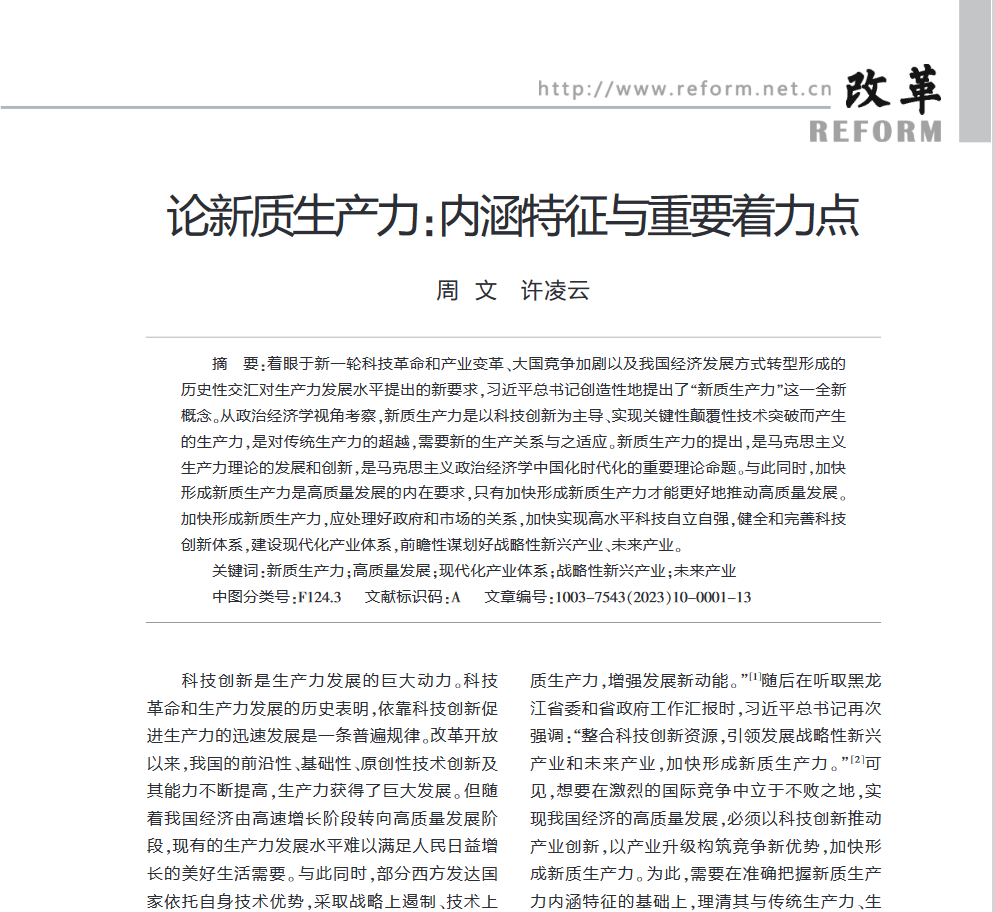 http://www.reform.net.cn
改革
REFORM
论新质生产力：内涵特征与重要着力点
周 文 许凌云
摘 要：着眼于新一轮科技革命和产业变革、大国竞争加剧以及我国经济发展方式转型形成的
历史性交汇对生产力发展水平提出的新要求，习近平总书记创造性地提出了“新质生产力”这一全新
概念。从政治经济学视角考察，新质生产力是以科技创新为主导、实现关键性颠覆性技术突破而产生
的生产力，是对传统生产力的超越，需要新的生产关系与之适应。新质生产力的提出，是马克思主义
生产力理论的发展和创新，是马克思主义政治经济学中国化时代化的重要理论命题。与此同时，加快
形成新质生产力是高质量发展的内在要求，只有加快形成新质生产力才能更好地推动高质量发展。
加快形成新质生产力，应处理好政府和市场的关系，加快实现高水平科技自立自强，健全和完善科技
创新体系，建设现代化产业体系，前瞻性谋划好战略性新兴产业、未来产业。
关键词：新质生产力；高质量发展；现代化产业体系；战略性新兴产业；未来产业
中图分类号：F124.3 文献标识码：A 文章编号：1003-7543(2023)10-0001-13
科技创新是生产力发展的巨大动力。科技
革命和生产力发展的历史表明，依靠科技创新促
进生产力的迅速发展是一条普遍规律。改革开放
以来，我国的前沿性、基础性、原创性技术创新及
其能力不断提高，生产力获得了巨大发展。但随
着我国经济由高速增长阶段转向高质量发展阶
段，现有的生产力发展水平难以满足人民日益增
长的美好生活需要。与此同时，部分西方发达国
家依托自身技术优势，采取战略上遏制、技术上
质生产力，增强发展新动能。”[1]随后在听取黑龙
江省委和省政府工作汇报时，习近平总书记再次
强调：“整合科技创新资源，引领发展战略性新兴
产业和未来产业，加快形成新质生产力。”[2]可
见，想要在激烈的国际竞争中立于不败之地，实
现我国经济的高质量发展，必须以科技创新推动
产业创新，以产业升级构筑竞争新优势，加快形
成新质生产力。为此，需要在准确把握新质生产
力内涵特征的基础上，理清其与传统生产力、生